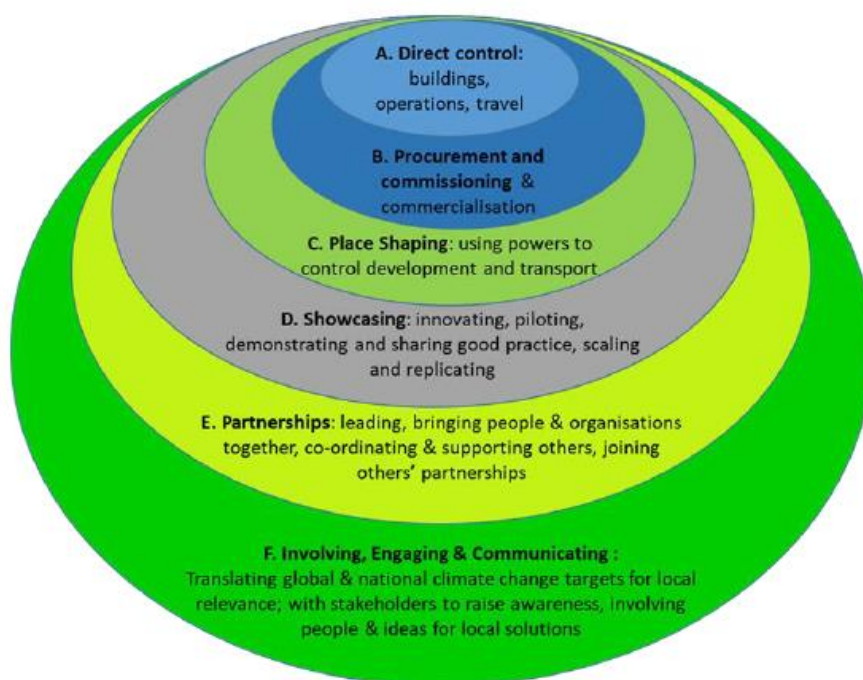 A. Direct control:
buildings,
operations, travel
B. Procurement and
commissioning &
commercialisation
C. Place Shaping: using powers to
control development and transport
D. Showcasing: innovating, piloting,
demonstrating and sharing good practice, scaling
and replicating
E. Partnerships: leading, bringing people & organisations
together, co-ordinating & supporting others, joining
others’ partnerships
F. Involving, Engaging & Communicating :
Translating global & national climate change targets for local
relevance; with stakeholders to raise awareness, involving
people & ideas for local solutions